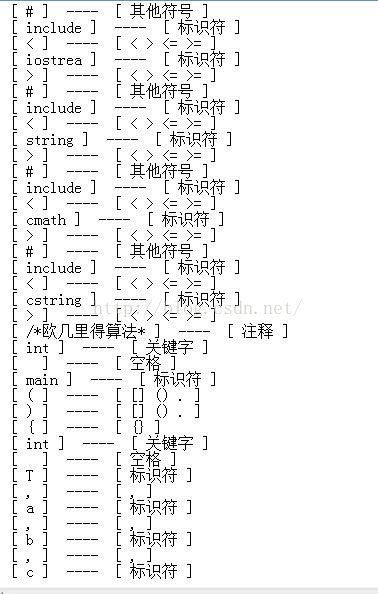 [ # ] ---- [ 其他符号 ]
[ include ] ---- [ 标识符 ]
[ < ] ---- [ < > <= >= ]
[ iostrea ] ---- [ 标识符 ]
[ > ] ---- [ < > <= >= ]
[ # ] ---- [ 其他符号 ]
[ include ] ---- [ 标识符 ]
[ < ] ---- [ < > <= >= ]
[ string ] ---- [ 标识符 ]
[ > ] ---- [ < > <= >= ]
[ # ] ---- [ 其他符号 ]
[ include ] ---- [ 标识符 ]
[ < ] ---- [ < > <= >= ]
[ cmath ] ---- [ 标识符 ]
[ > ] ---- [ < > <= >= ]
[ # ] ---- [ 其他符号 ]
[ include ] ---- [ 标识符 ]
[ < ] ---- [ < > <= >= ]
[ cstring ] ---- [ 标识符 ]
[ > ] ---- [ < > <= >= ]
[ /*欧几里得算法* ] ---- [ 注释 ]
[ int ] ---- [ 关键字 ]
[   ] ---- [ 空格 ]
[ main ] ---- [ 标识符 ]
[ ( ] ---- [ [] () . ]
[ ) ] ---- [ [] () . ]
[ { ] ---- [ {} ]
[ int ] ---- [ 关键字 ]
[   ] ---- [ 空格 ]
[ T ] ---- [ 标识符 ]
[ , ] ---- [ , ]
[ a ] ---- [ 标识符 ]
[ , ] ---- [ , ]
[ b ] ---- [ 标识符 ]
[ , ] ---- [ , ]
[ c ] ---- [ 标识符 ]